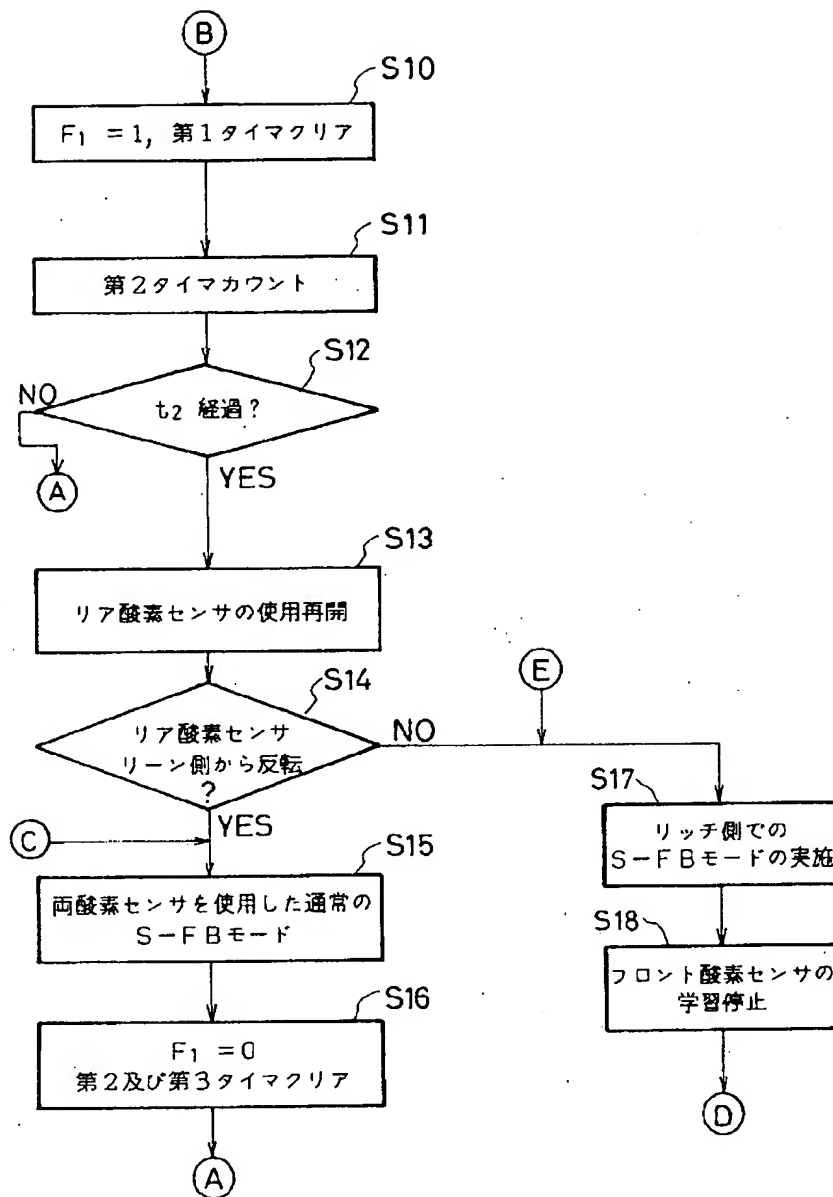 B
S10
F₁ = 1, 第1タイマクリア
S11
第2タイマカウント
S12
NO
t₂ 経過?
A
YES
S13
リア酸素センサの使用再開
S14
リア酸素センサ
リーン側から反転
?
NO
E
YES
C
S15
両酸素センサを使用した通常の
S-FBモード
S16
F₁ = 0
第2及び第3タイマクリア
A
S17
リッチ側での
S-FBモードの実施
S18
フロント酸素センサの
学習停止
D